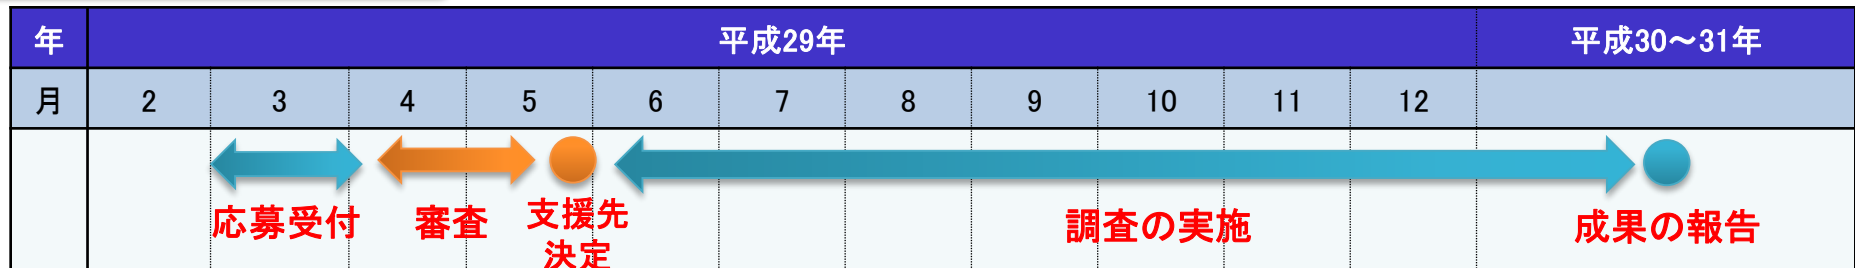 年 平成29年 平成30～31年
月 2 3 4 5 6 7 8 9 10 11 12
応募受付 審査 支援先 調査の実施 成果の報告
決定